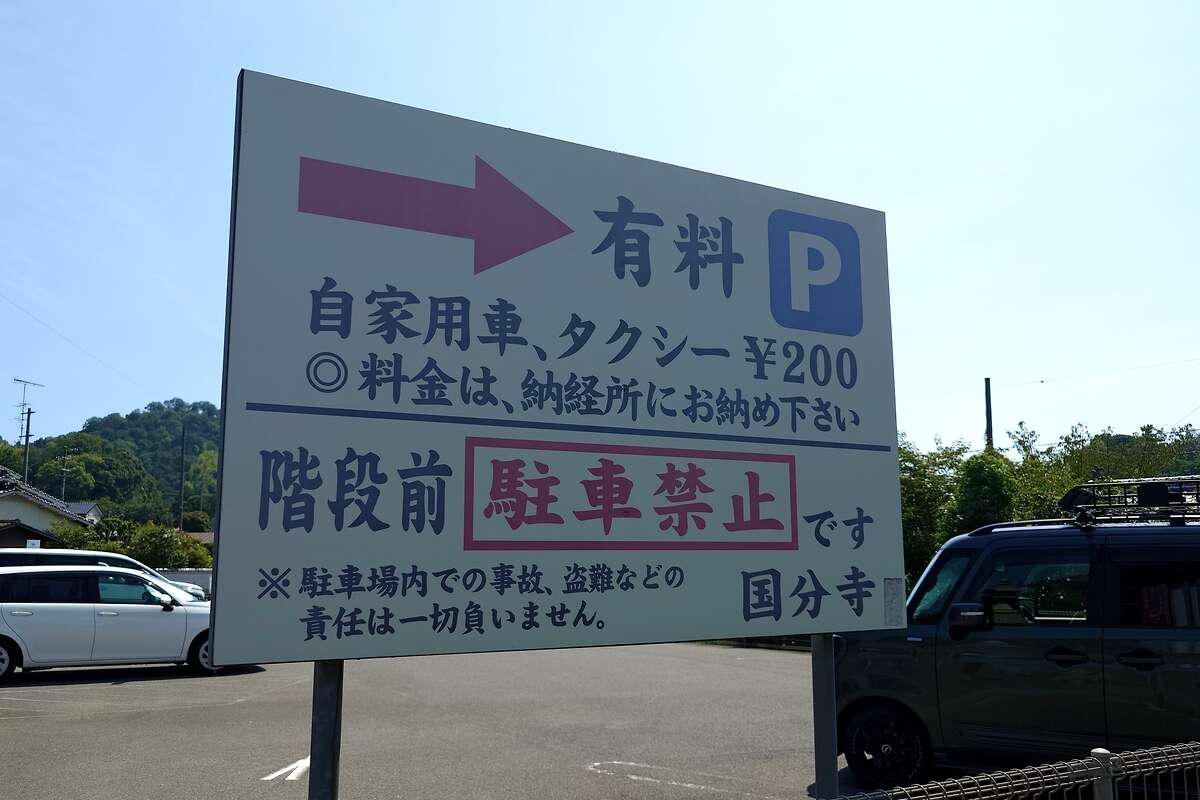 有料 P
自家用車、タクシー ¥200
◎料金は、納経所にお納め下さい
階段前 駐車禁止 です
※駐車場内での事故、盗難などの
責任は一切負いません。
国分寺